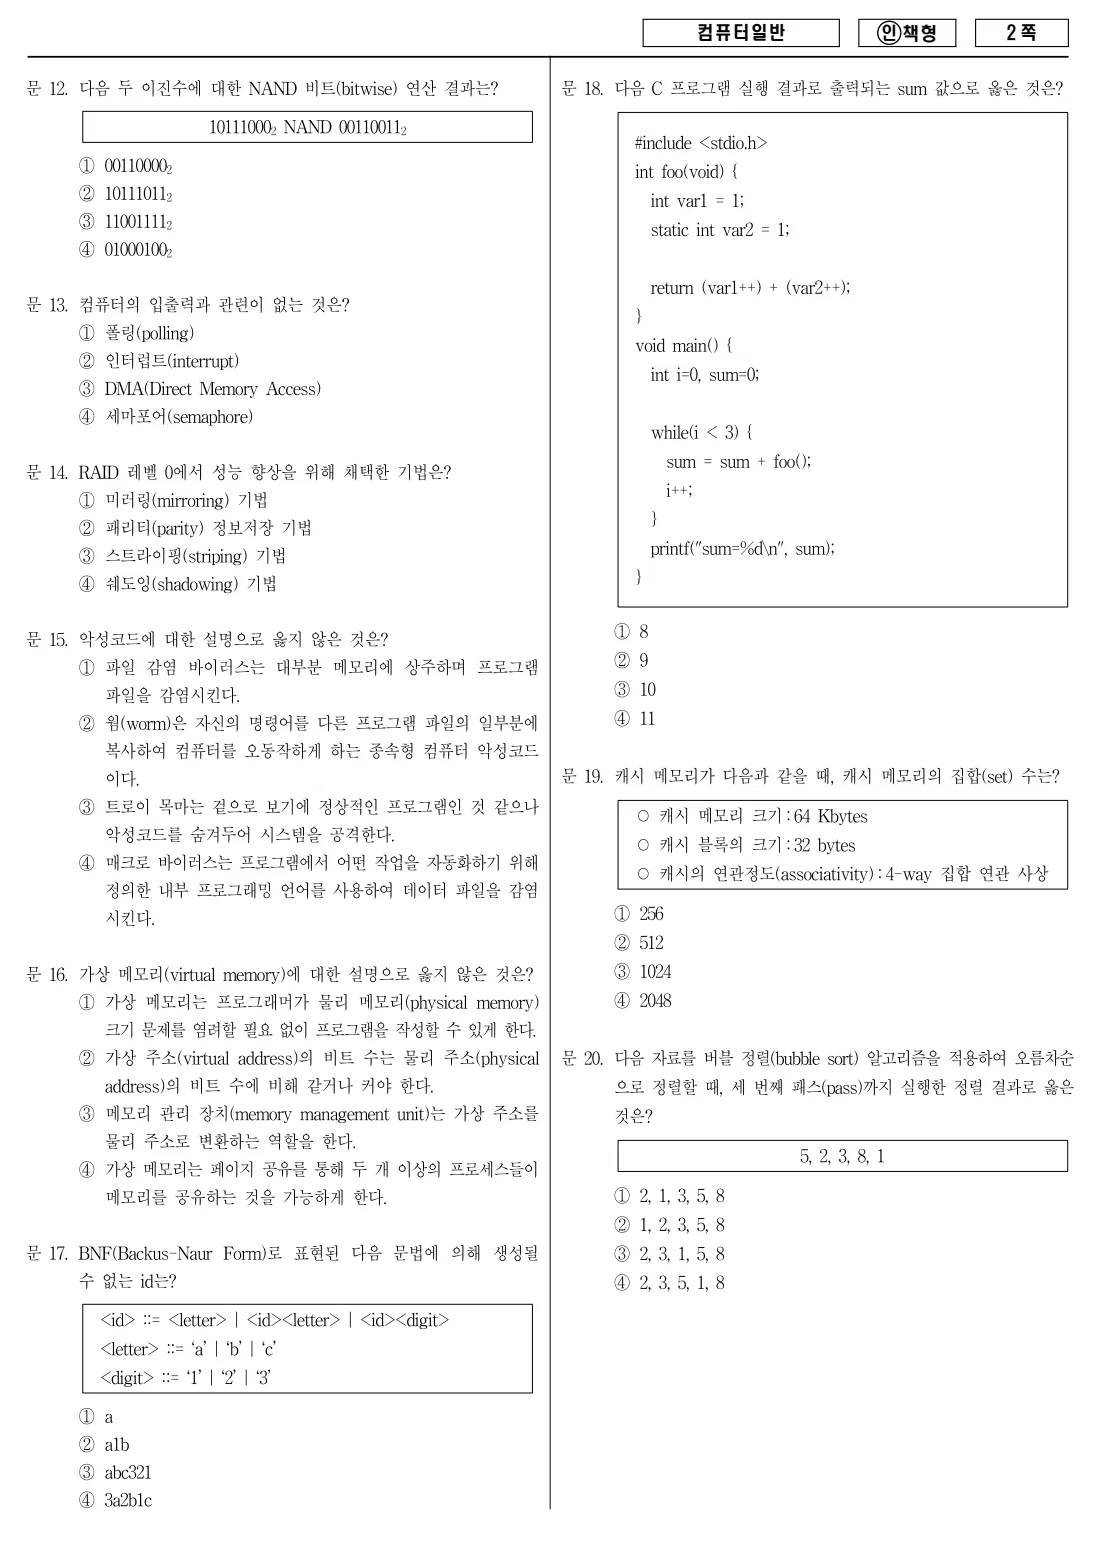 컴퓨터일반
인책형
2쪽
문 12. 다음 두 이진수에 대한 NAND 비트(bitwise) 연산 결과는?
10111000₂ NAND 00110011₂
① 00110000₂
② 10111011₂
③ 11001111₂
④ 01000100₂
문 13. 컴퓨터의 입출력과 관련이 없는 것은?
① 폴링(polling)
② 인터럽트(interrupt)
③ DMA(Direct Memory Access)
④ 세마포어(semaphore)
문 14. RAID 레벨 0에서 성능 향상을 위해 채택한 기법은?
① 미러링(mirroring) 기법
② 패리티(parity) 정보저장 기법
③ 스트라이핑(striping) 기법
④ 쉐도잉(shadowing) 기법
문 15. 악성코드에 대한 설명으로 옳지 않은 것은?
① 파일 감염 바이러스는 대부분 메모리에 상주하며 프로그램
파일을 감염시킨다.
② 웜(worm)은 자신의 명령어를 다른 프로그램 파일의 일부분에
복사하여 컴퓨터를 오동작하게 하는 종속형 컴퓨터 악성코드
이다.
③ 트로이 목마는 겉으로 보기에 정상적인 프로그램인 것 같으나
악성코드를 숨겨두어 시스템을 공격한다.
④ 매크로 바이러스는 프로그램에서 어떤 작업을 자동화하기 위해
정의한 내부 프로그래밍 언어를 사용하여 데이터 파일을 감염
시킨다.
문 16. 가상 메모리(virtual memory)에 대한 설명으로 옳지 않은 것은?
① 가상 메모리는 프로그래머가 물리 메모리(physical memory)
크기 문제를 염려할 필요 없이 프로그램을 작성할 수 있게 한다.
② 가상 주소(virtual address)의 비트 수는 물리 주소(physical
address)의 비트 수에 비해 같거나 커야 한다.
③ 메모리 관리 장치(memory management unit)는 가상 주소를
물리 주소로 변환하는 역할을 한다.
④ 가상 메모리는 페이지 공유를 통해 두 개 이상의 프로세스들이
메모리를 공유하는 것을 가능하게 한다.
문 17. BNF(Backus-Naur Form)로 표현된 다음 문법에 의해 생성될
수 없는 id는?
<id> ::= <letter> | <id><letter> | <id><digit>
<letter> ::= ‘a’ | ‘b’ | ‘c’
<digit> ::= ‘1’ | ‘2’ | ‘3’
① a
② a1b
③ abc321
④ 3a2b1c
문 18. 다음 C 프로그램 실행 결과로 출력되는 sum 값으로 옳은 것은?
#include <stdio.h>
int foo(void) {
int var1 = 1;
static int var2 = 1;
return (var1++) + (var2++);
}
void main() {
int i=0, sum=0;
while(i < 3) {
sum = sum + foo();
i++;
}
printf("sum=%d\n", sum);
}
① 8
② 9
③ 10
④ 11
문 19. 캐시 메모리가 다음과 같을 때, 캐시 메모리의 집합(set) 수는?
○ 캐시 메모리 크기 : 64 Kbytes
○ 캐시 블록의 크기 : 32 bytes
○ 캐시의 연관정도(associativity) : 4-way 집합 연관 사상
① 256
② 512
③ 1024
④ 2048
문 20. 다음 자료를 버블 정렬(bubble sort) 알고리즘을 적용하여 오름차순
으로 정렬할 때, 세 번째 패스(pass)까지 실행한 정렬 결과로 옳은
것은?
5, 2, 3, 8, 1
① 2, 1, 3, 5, 8
② 1, 2, 3, 5, 8
③ 2, 3, 1, 5, 8
④ 2, 3, 5, 1, 8